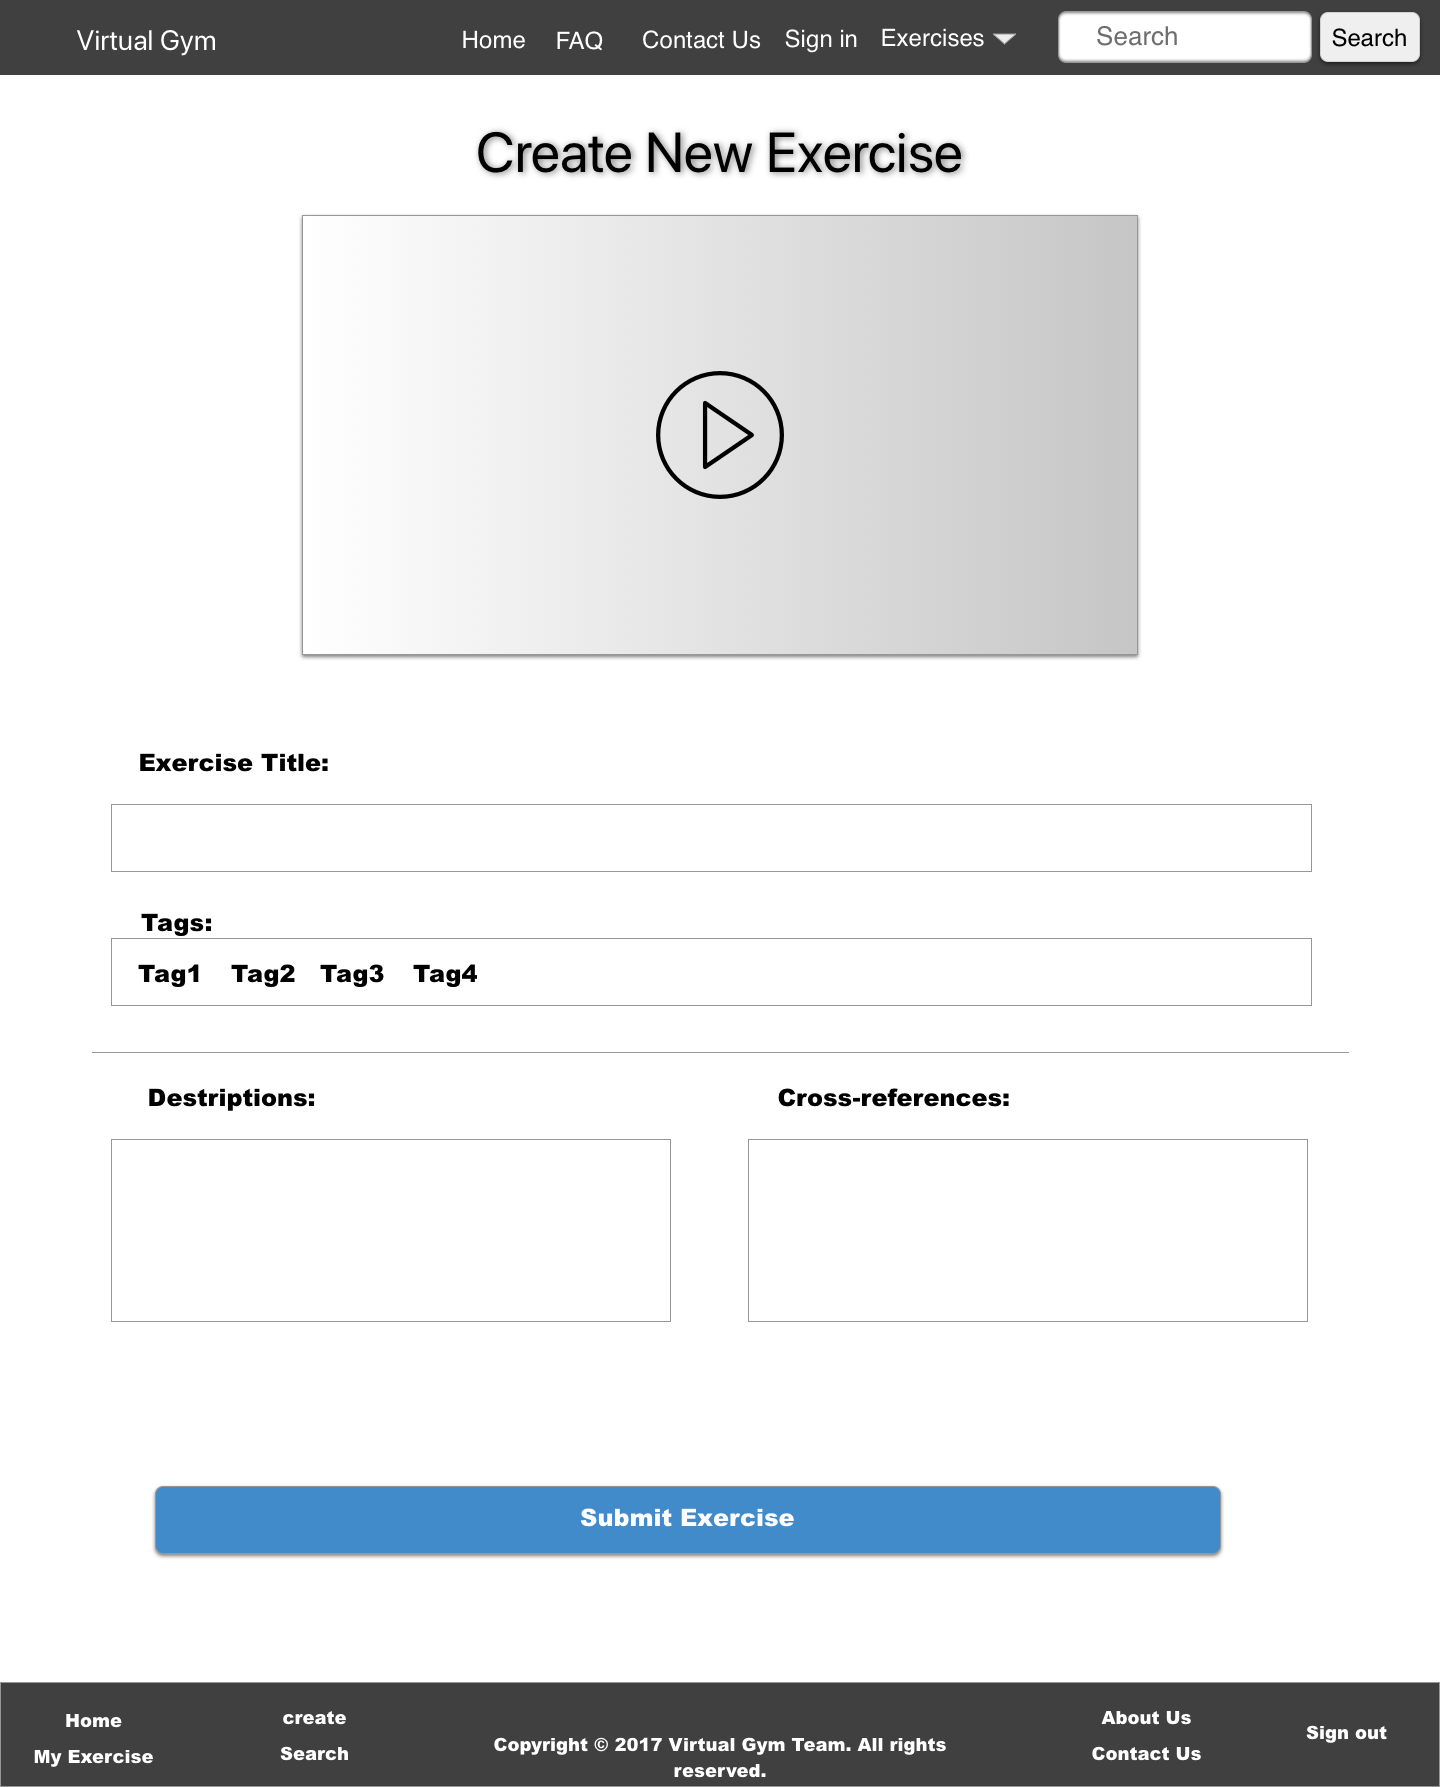 Virtual Gym Home FAQ Contact Us Sign in Exercises Search Search
Create New Exercise
Exercise Title:
Tags:
Tag1 Tag2 Tag3 Tag4
Destriptions: Cross-references:
Submit Exercise
Home create About Us
My Exercise Search Copyright © 2017 Virtual Gym Team. All rights Contact Us Sign out
reserved.